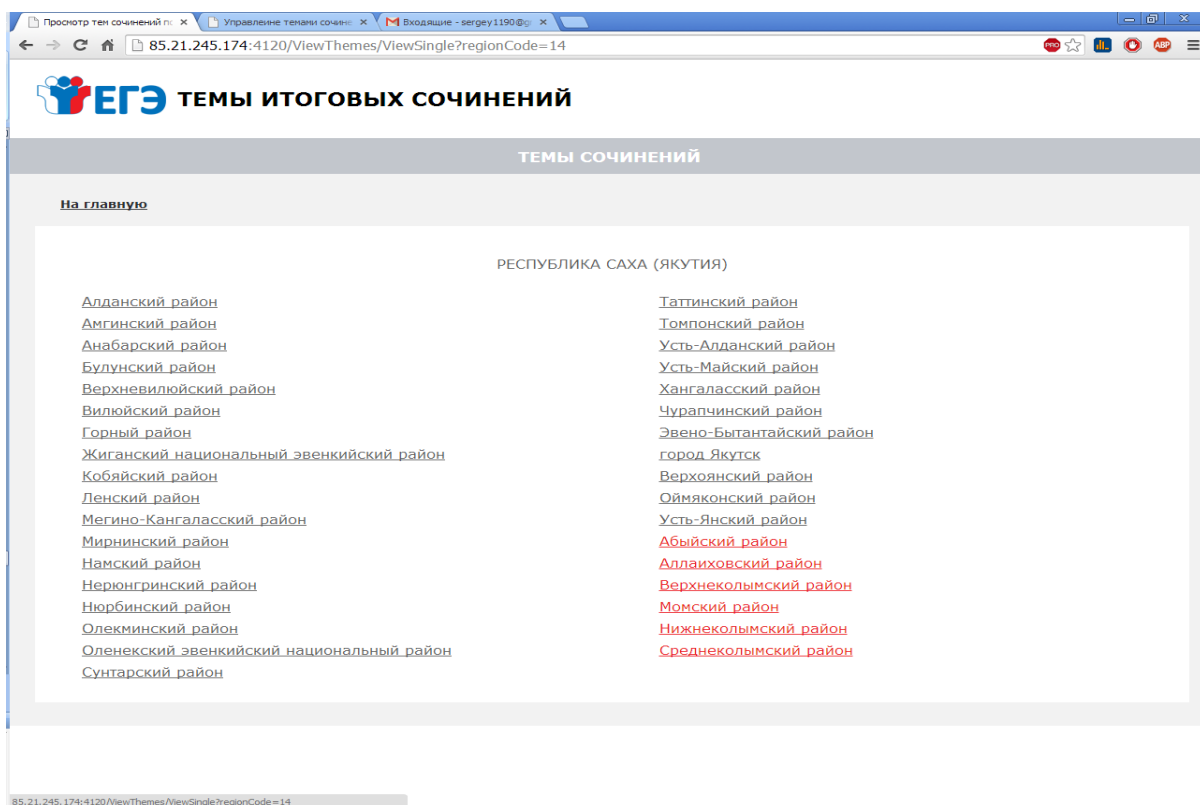 Просмотр тем сочинений по
Управлеине темами сочине
Входящие - sergey1190@g
85.21.245.174:4120/ViewThemes/ViewSingle?regionCode=14
PRO
ABP
ЕГЭ ТЕМЫ ИТОГОВЫХ СОЧИНЕНИЙ
ТЕМЫ СОЧИНЕНИЙ
На главную
РЕСПУБЛИКА САХА (ЯКУТИЯ)
Алданский район
Амгинский район
Анабарский район
Булунский район
Верхневилюйский район
Вилюйский район
Горный район
Жиганский национальный эвенкийский район
Кобяйский район
Ленский район
Мегино-Кангаласский район
Мирнинский район
Намский район
Нерюнгринский район
Нюрбинский район
Олекминский район
Оленекский эвенкийский национальный район
Сунтарский район
Таттинский район
Томпонский район
Усть-Алданский район
Усть-Майский район
Хангаласский район
Чурапчинский район
Эвено-Бытантайский район
город Якутск
Верхоянский район
Оймяконский район
Усть-Янский район
Абыйский район
Аллаиховский район
Верхнеколымский район
Момский район
Нижнеколымский район
Среднеколымский район
85.21.245.174:4120/ViewThemes/ViewSingle?regionCode=14